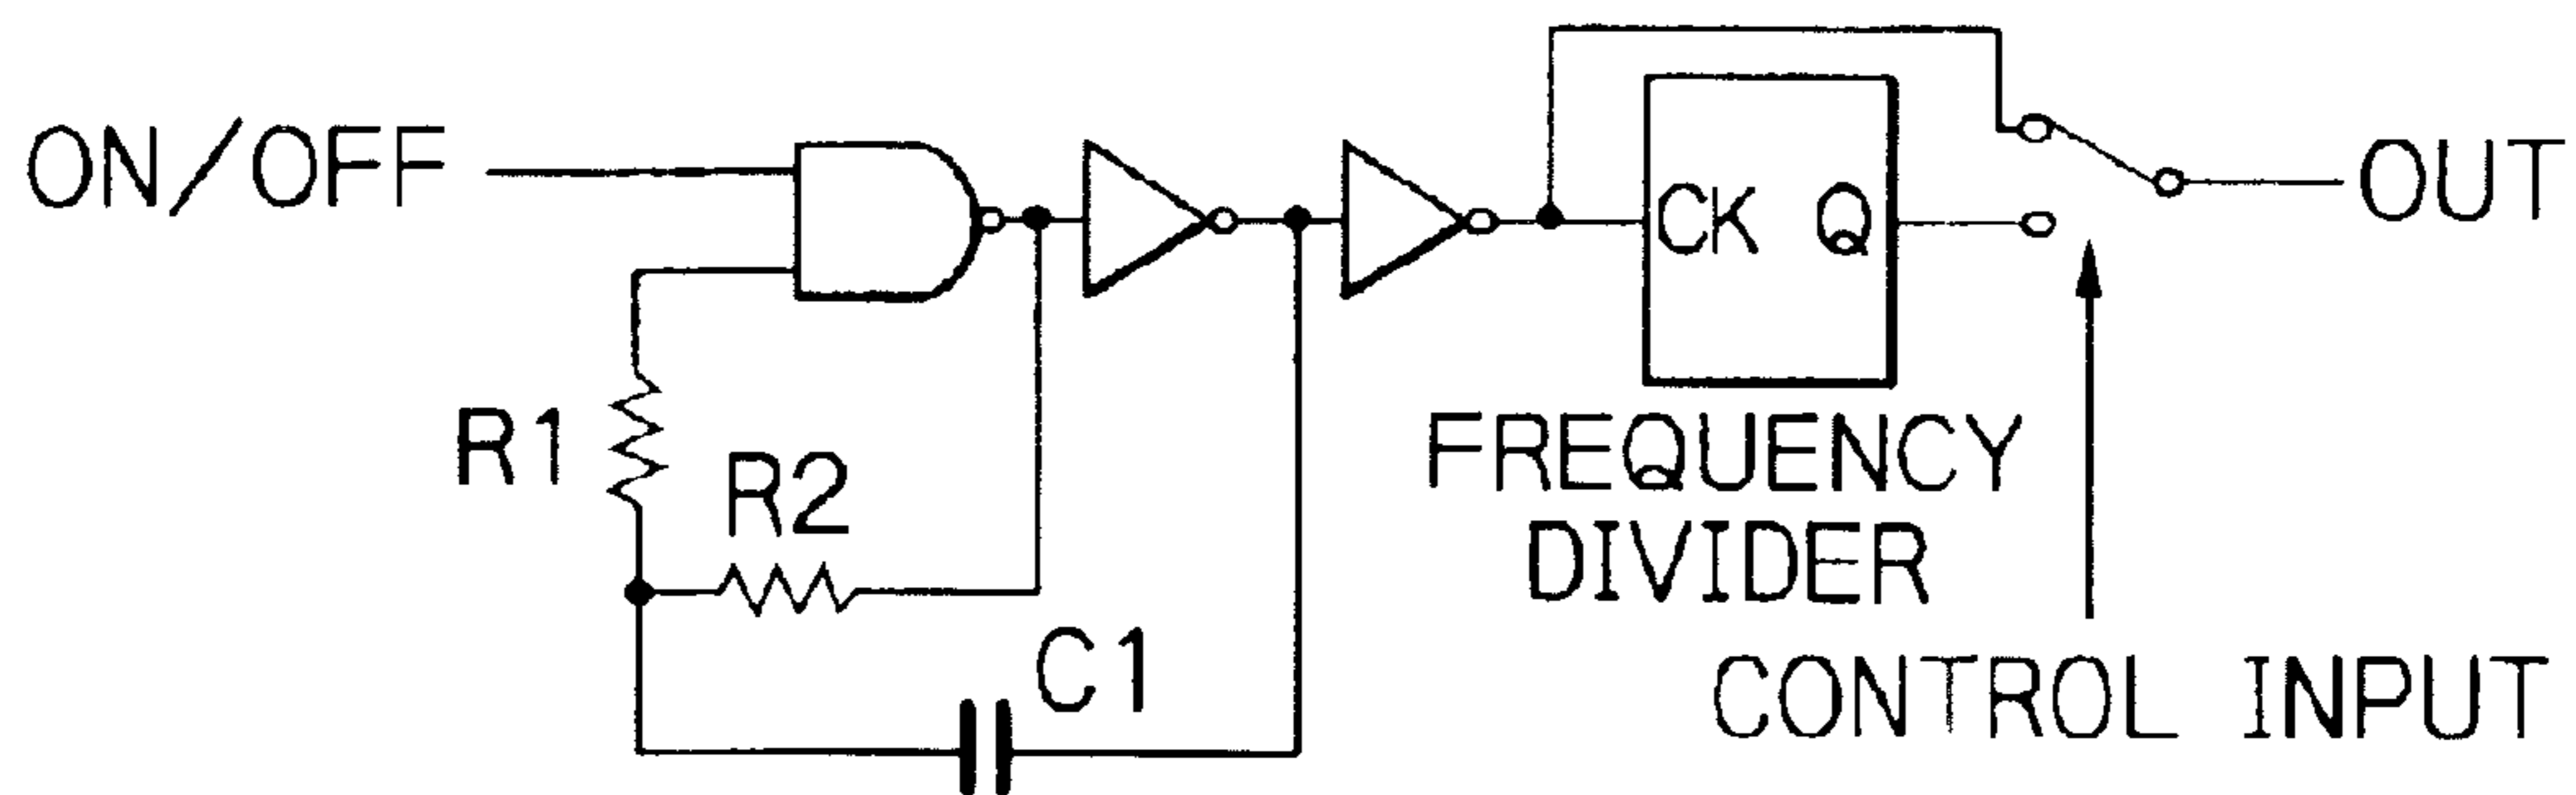 ON/OFF
OUT
CK Q
R1
R2
FREQUENCY
DIVIDER
C1
CONTROL INPUT